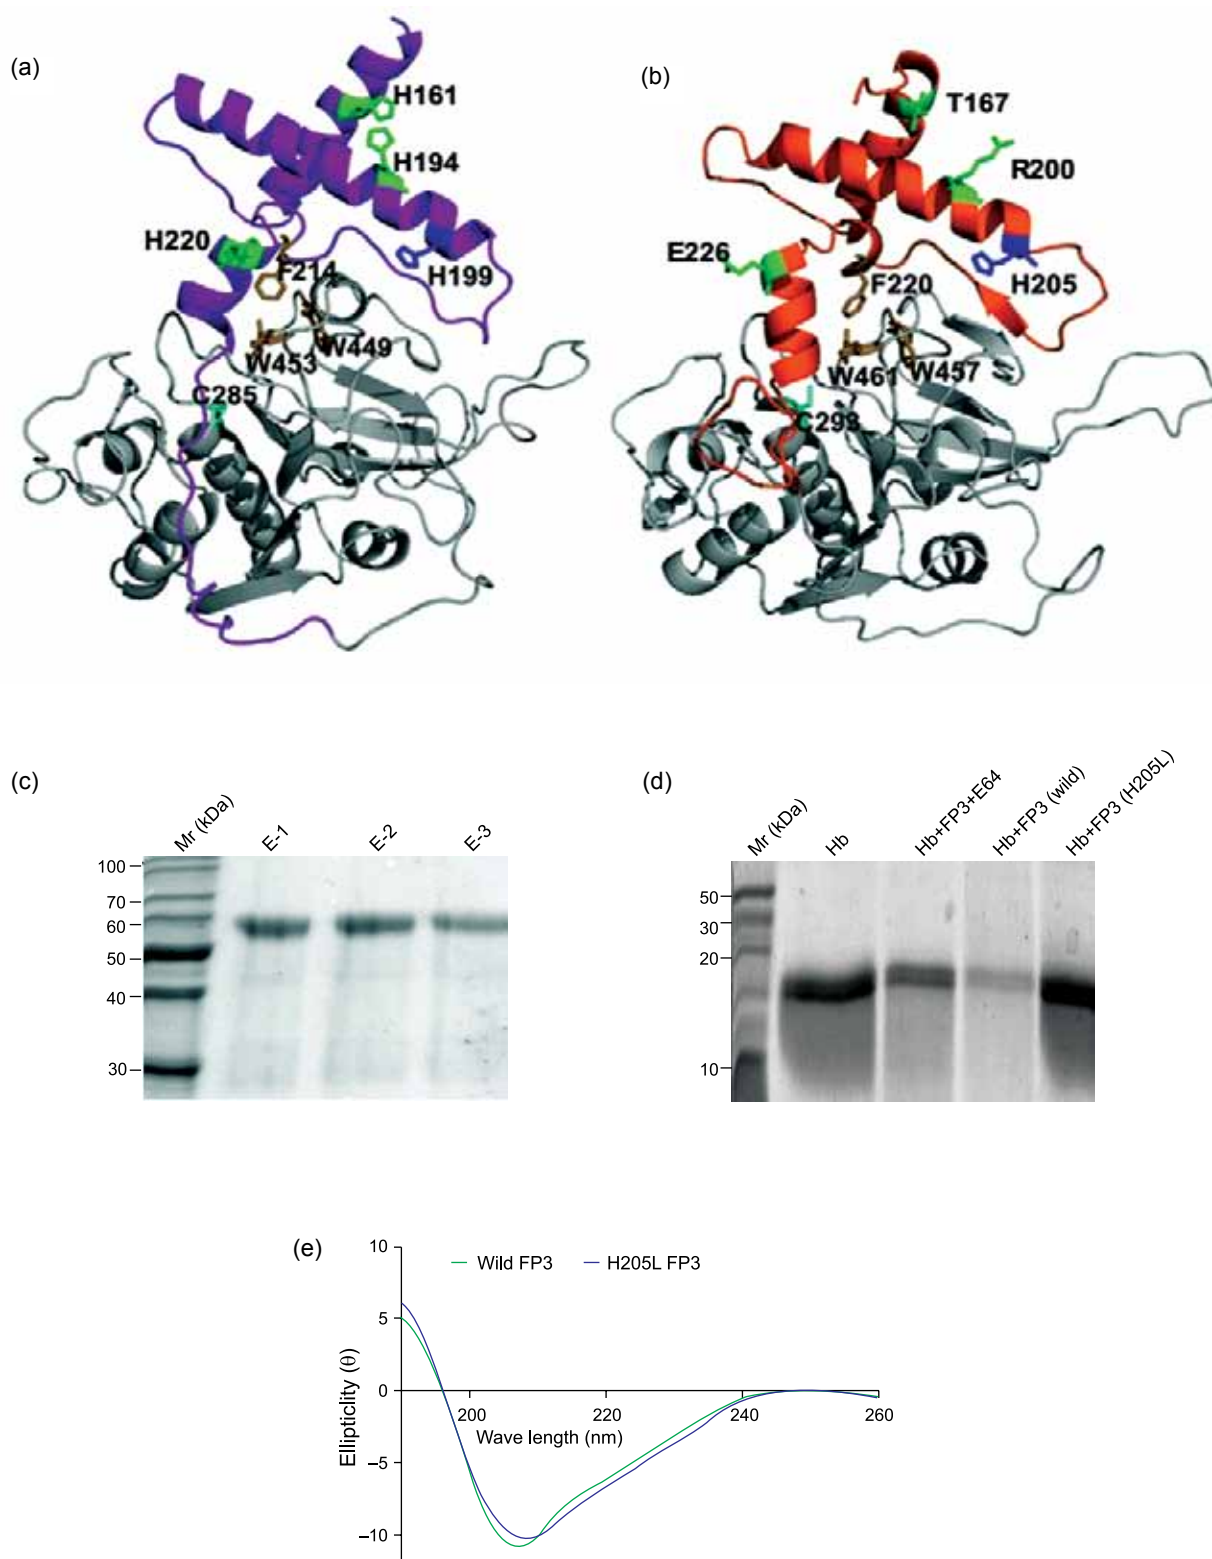 (a)
H161
H194
H220
F214
H199
W453
W449
C285
(b)
T167
R200
E226
F220
H205
W461
W457
C293
(c)
Mr (kDa)
E-1
E-2
E-3
100
70
60
50
40
30
(d)
Mr (kDa)
Hb
Hb+FP3+E64
Hb+FP3 (wild)
Hb+FP3 (H205L)
50
30
20
10
(e)
10
Wild FP3
H205L FP3
5
0
200
220
240
260
Wave length (nm)
Ellipticlity (θ)
–5
–10